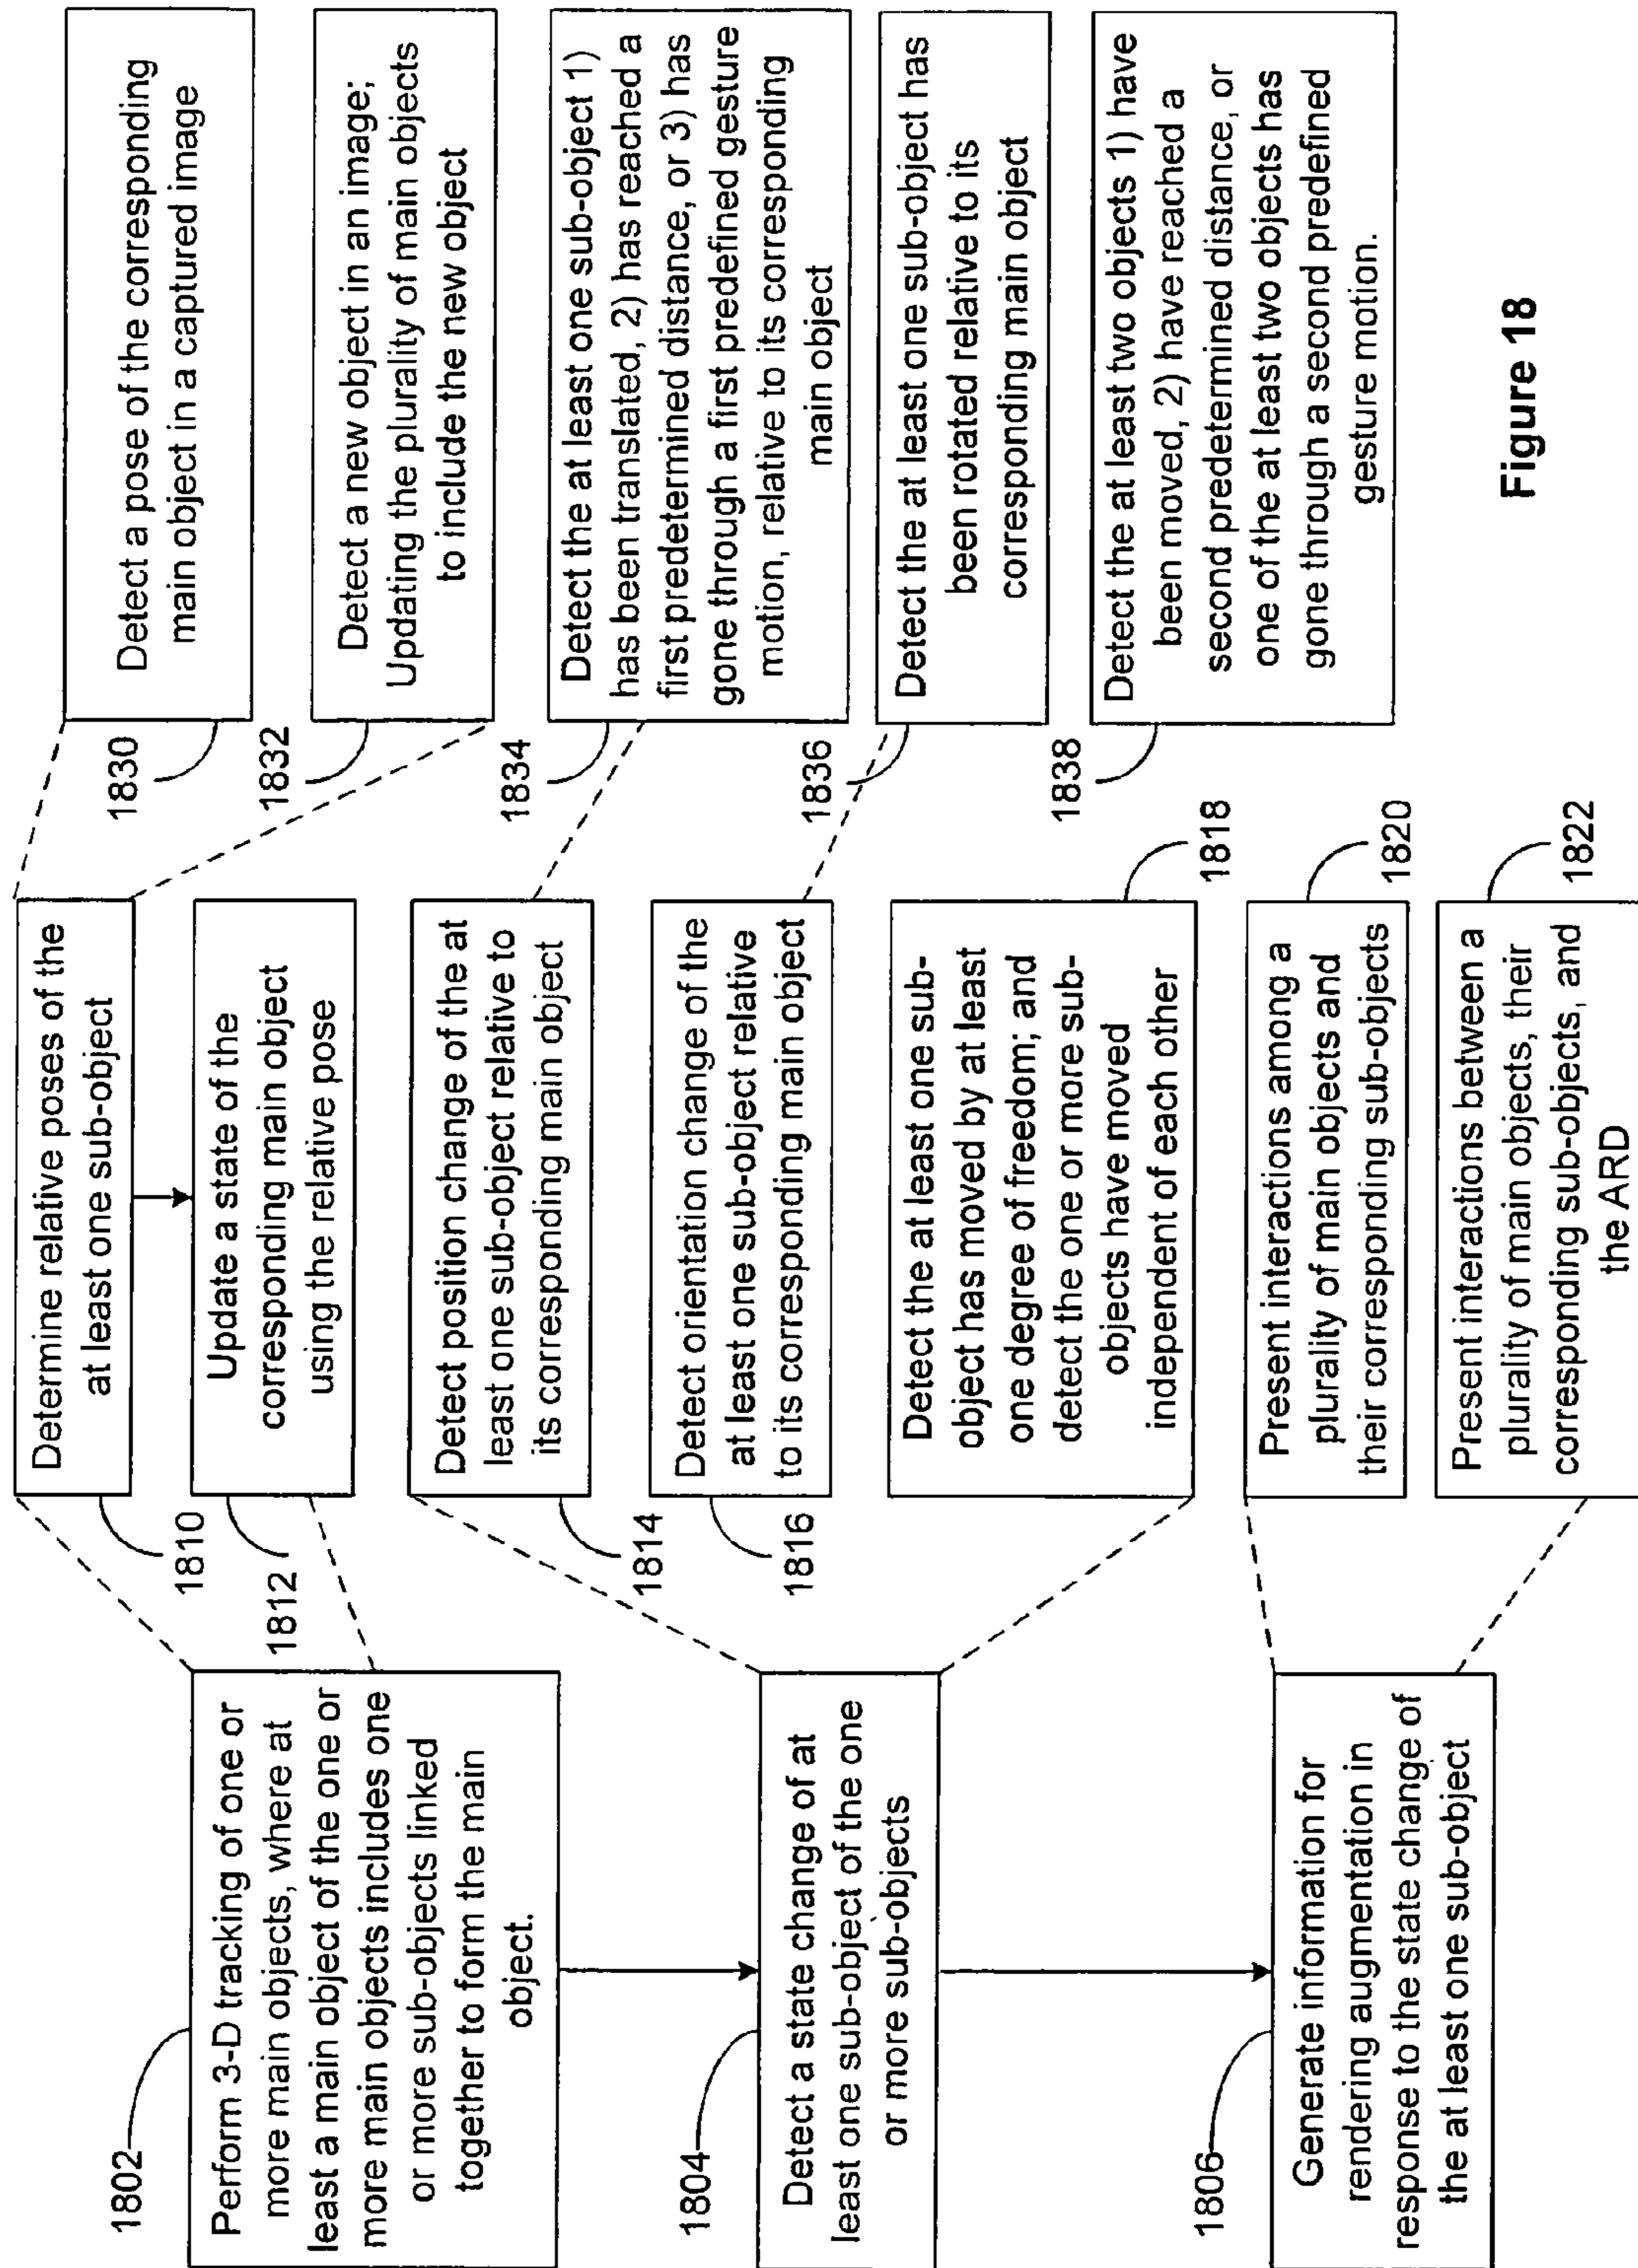 1802
Perform 3-D tracking of one or
more main objects, where at
least a main object of the one or
more main objects includes one
or more sub-objects linked
together to form the main
object.
1804
Detect a state change of at
least one sub-object of the one
or more sub-objects
1806
Generate information for
rendering augmentation in
response to the state change of
the at least one sub-object
Determine relative poses of the
at least one sub-object
1810
Update a state of the
corresponding main object
using the relative pose
1812
Detect position change of the at
least one sub-object relative to
its corresponding main object
1814
Detect orientation change of the
at least one sub-object relative
to its corresponding main object
1816
Detect the at least one sub-
object has moved by at least
one degree of freedom; and
detect the one or more sub-
objects have moved
independent of each other
1818
Present interactions among a
plurality of main objects and
their corresponding sub-objects
1820
Present interactions between a
plurality of main objects, their
corresponding sub-objects, and
the ARD
1822
1830
Detect a pose of the corresponding
main object in a captured image
1832
Detect a new object in an image;
Updating the plurality of main objects
to include the new object
1834
Detect the at least one sub-object 1)
has been translated, 2) has reached a
first predetermined distance, or 3) has
gone through a first predefined gesture
motion, relative to its corresponding
main object
1836
Detect the at least one sub-object has
been rotated relative to its
corresponding main object
1838
Detect the at least two objects 1) have
been moved, 2) have reached a
second predetermined distance, or
one of the at least two objects has
gone through a second predefined
gesture motion.
Figure 18